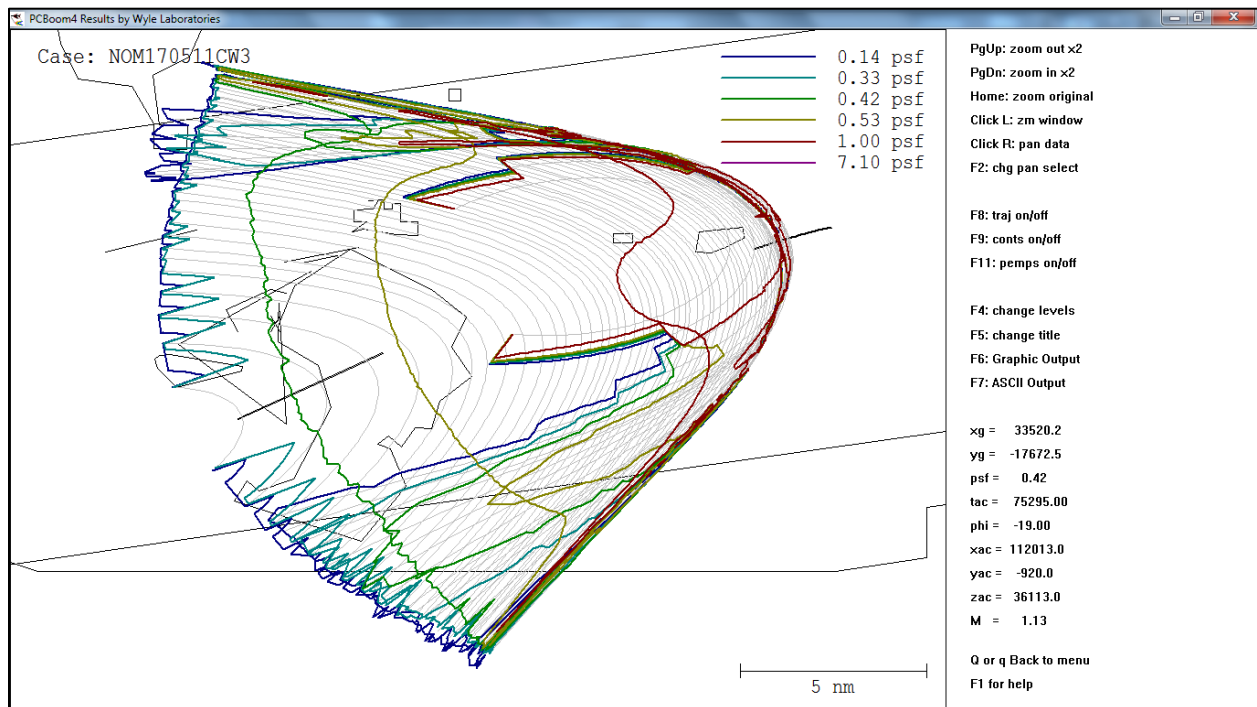 PCBoom4 Results by Wyle Laboratories
Case: NOM170511CW3
0.14 psf
0.33 psf
0.42 psf
0.53 psf
1.00 psf
7.10 psf
5 nm
PgUp: zoom out x2
PgDn: zoom in x2
Home: zoom original
Click L: zm window
Click R: pan data
F2: chg pan select
F8: traj on/off
F9: conts on/off
F11: pemps on/off
F4: change levels
F5: change title
F6: Graphic Output
F7: ASCII Output
xg = 33520.2
yg = -17672.5
psf = 0.42
tac = 75295.00
phi = -19.00
xac = 112013.0
yac = -920.0
zac = 36113.0
M = 1.13
Q or q Back to menu
F1 for help